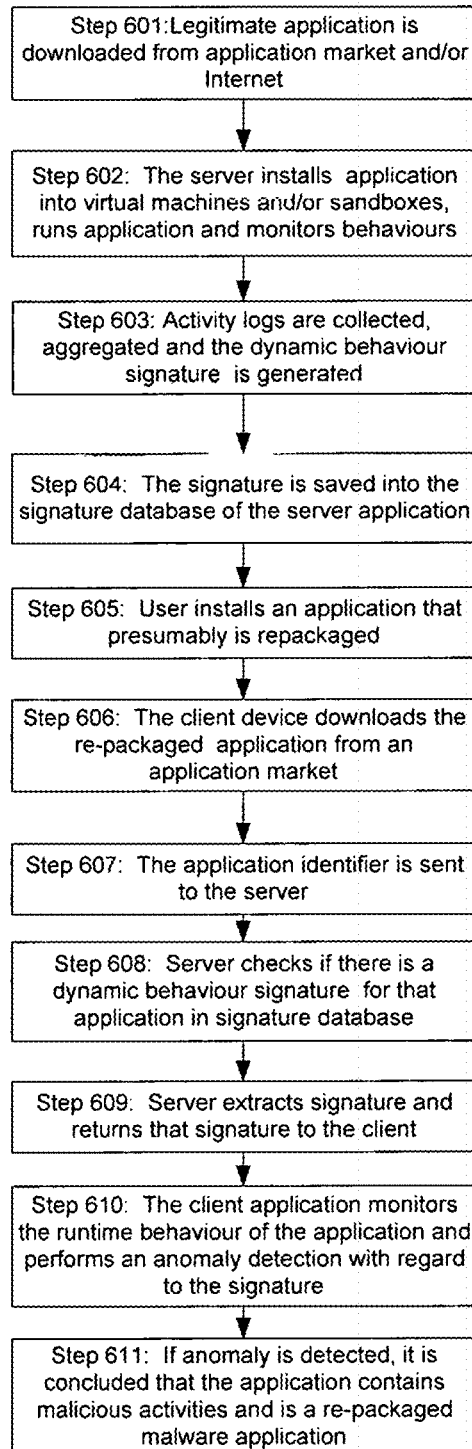 Step 601:Legitimate application is
downloaded from application market and/or
Internet
Step 602: The server installs application
into virtual machines and/or sandboxes,
runs application and monitors behaviours
Step 603: Activity logs are collected,
aggregated and the dynamic behaviour
signature is generated
Step 604: The signature is saved into the
signature database of the server application
Step 605: User installs an application that
presumably is repackaged
Step 606: The client device downloads the
re-packaged application from an
application market
Step 607: The application identifier is sent
to the server
Step 608: Server checks if there is a
dynamic behaviour signature for that
application in signature database
Step 609: Server extracts signature and
returns that signature to the client
Step 610: The client application monitors
the runtime behaviour of the application and
performs an anomaly detection with regard
to the signature
Step 611: If anomaly is detected, it is
concluded that the application contains
malicious activities and is a re-packaged
malware application